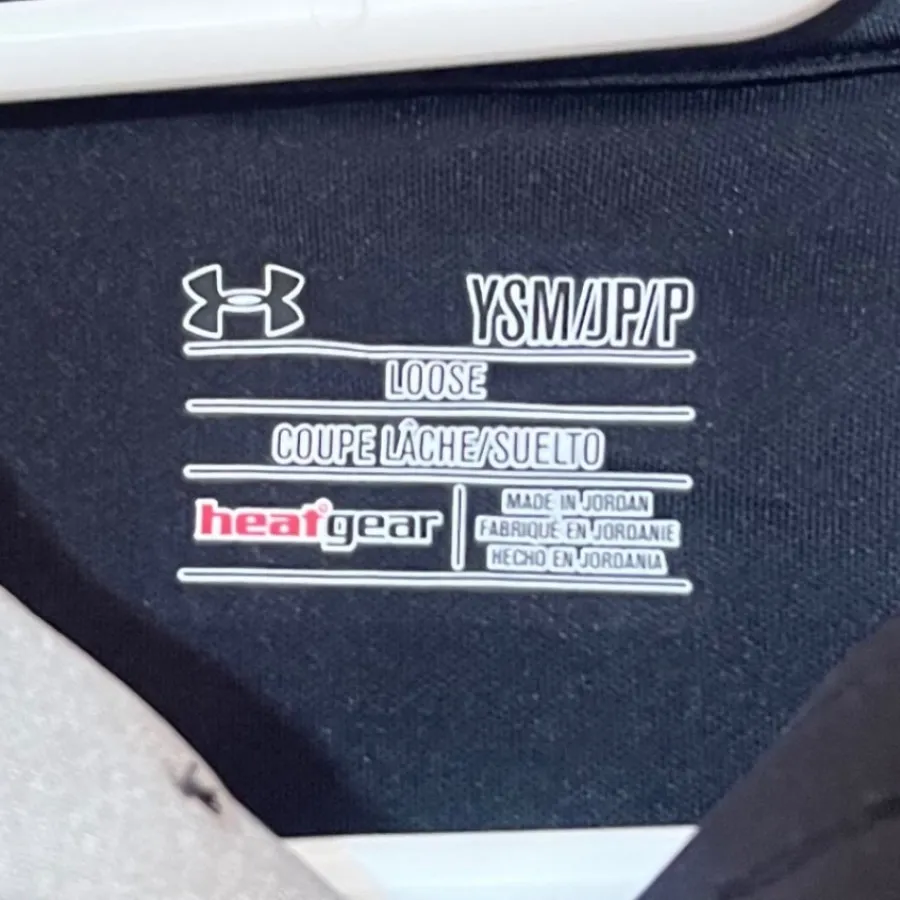 YSM/JP/P
LOOSE
COUPE LÂCHE/SUELTO
heatgear
MADE IN JORDAN
FABRIQUÉ EN JORDANIE
HECHO EN JORDANIA